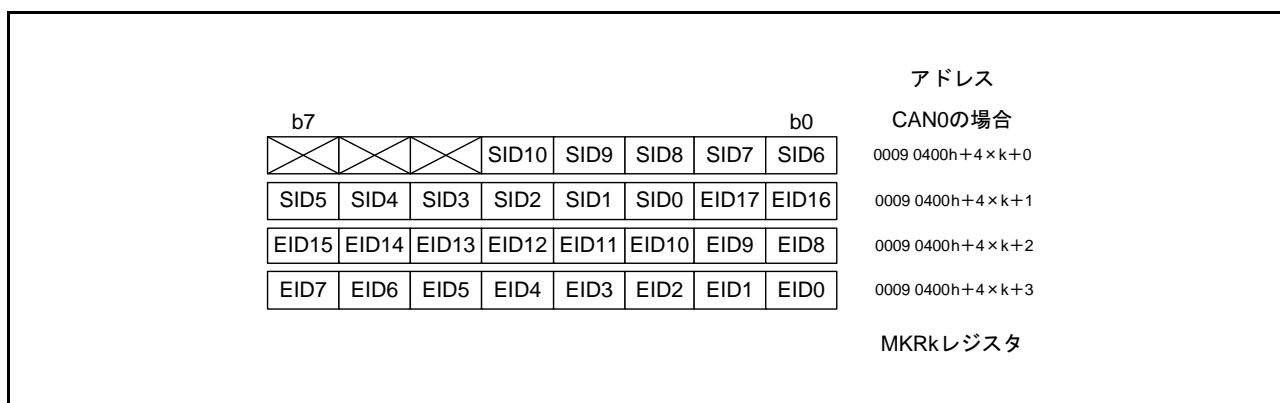 アドレス
b7 b0 CAN0の場合
SID10 SID9 SID8 SID7 SID6 0009 0400h+4×k+0
SID5 SID4 SID3 SID2 SID1 SID0 EID17 EID16 0009 0400h+4×k+1
EID15 EID14 EID13 EID12 EID11 EID10 EID9 EID8 0009 0400h+4×k+2
EID7 EID6 EID5 EID4 EID3 EID2 EID1 EID0 0009 0400h+4×k+3
MKRkレジスタ